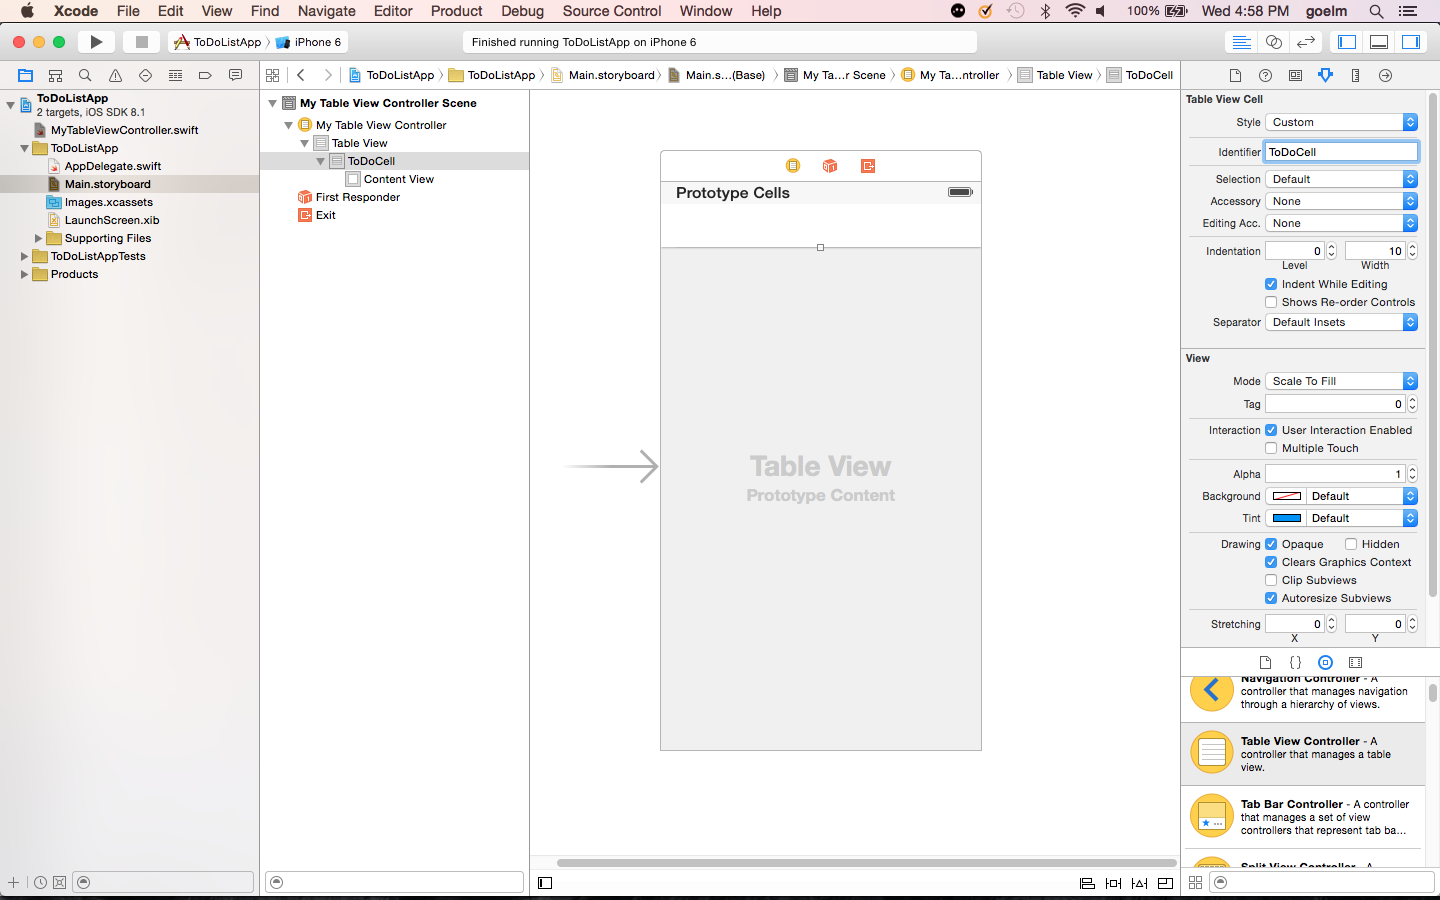 Xcode File Edit View Find Navigate Editor Product Debug Source Control Window Help 100% Wed 4:58 PM goelm
ToDoListApp iPhone 6
Finished running ToDoListApp on iPhone 6
ToDoListApp ToDoListApp Main.storyboard Main.s...(Base) My Ta...r Scene My Ta...ntroller Table View ToDoCell
ToDoListApp
2 targets, iOS SDK 8.1
MyTableViewController.swift
ToDoListApp
AppDelegate.swift
Main.storyboard
Images.xcassets
LaunchScreen.xib
Supporting Files
ToDoListAppTests
Products
My Table View Controller Scene
My Table View Controller
Table View
ToDoCell
Content View
First Responder
Exit
Prototype Cells
Table View
Prototype Content
Table View Cell
Style Custom
Identifier ToDoCell
Selection Default
Accessory None
Editing Acc. None
Indentation 0 10
Level Width
Indent While Editing
Shows Re-order Controls
Separator Default Insets
View
Mode Scale To Fill
Tag 0
Interaction User Interaction Enabled
Multiple Touch
Alpha 1
Background Default
Tint Default
Drawing Opaque Hidden
Clears Graphics Context
Clip Subviews
Autoresize Subviews
Stretching 0 0
X Y
Navigation Controller - A
controller that manages navigation
through a hierarchy of views.
Table View Controller - A
controller that manages a table
view.
Tab Bar Controller - A controller
that manages a set of view
controllers that represent tab ba...
Split View Controller - A